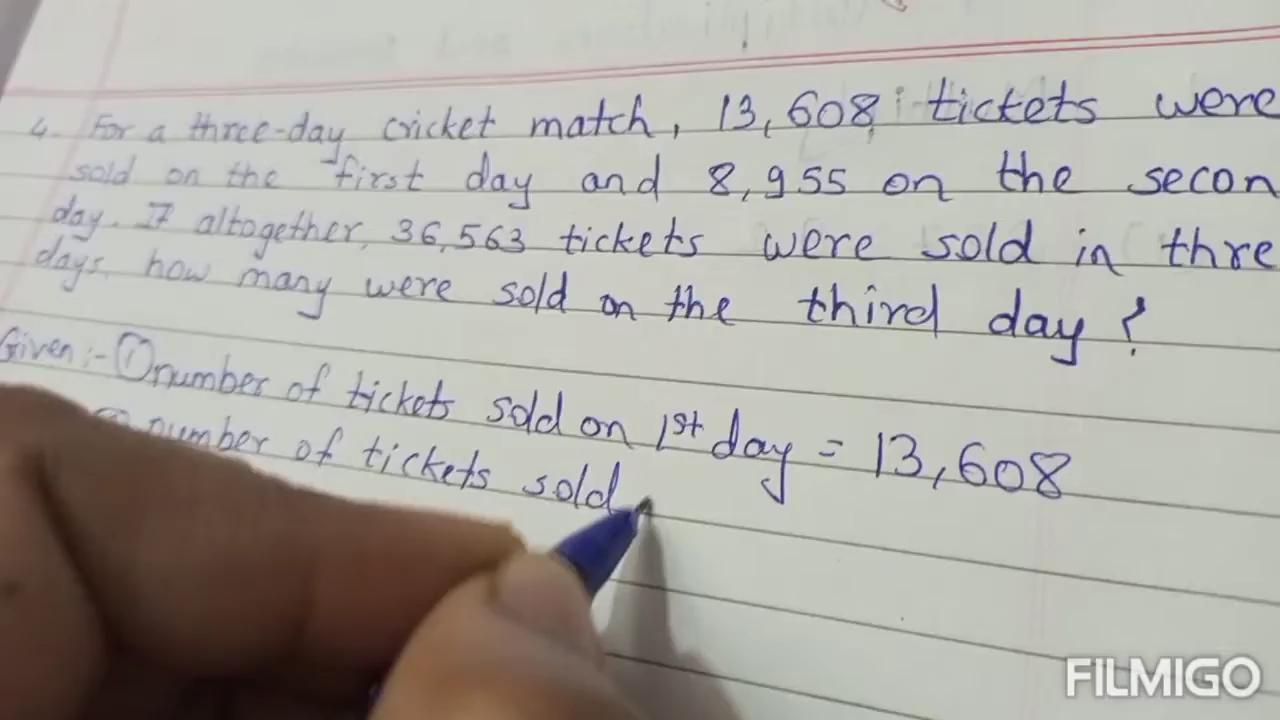 4. For a three-day cricket match, 13,608 tickets were
sold on the first day and 8,955 on the secon
day. If altogether, 36,563 tickets were sold in thre
days, how many were sold on the third day?
Given :- ① number of tickets sold on 1st day = 13,608
number of tickets sold
FILMIGO